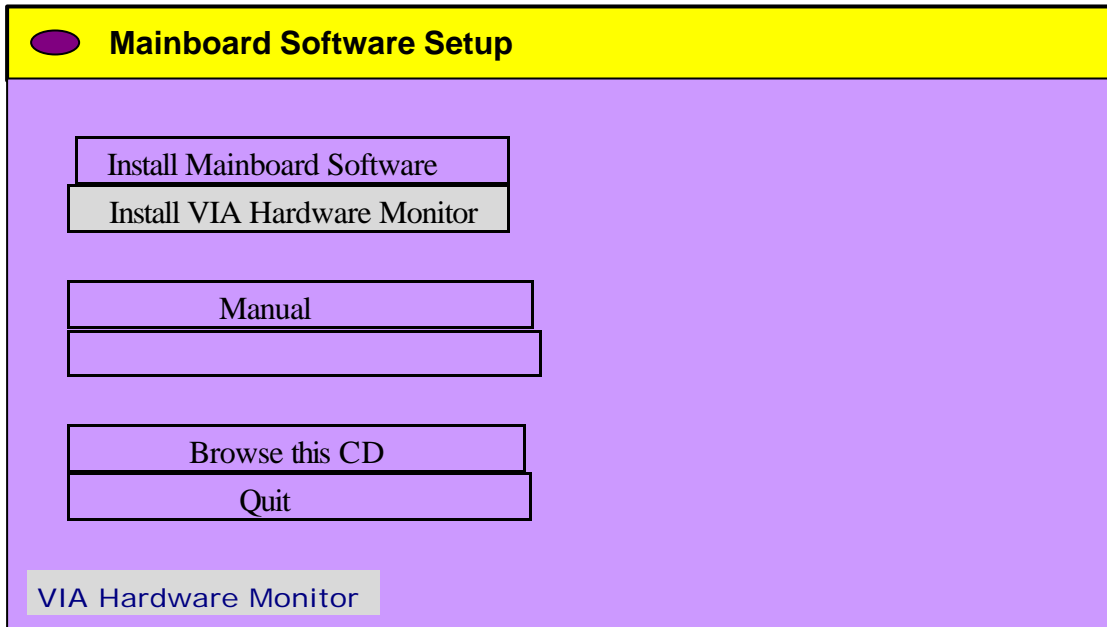 Mainboard Software Setup
Install Mainboard Software
Install VIA Hardware Monitor
Manual
Browse this CD
Quit
VIA Hardware Monitor